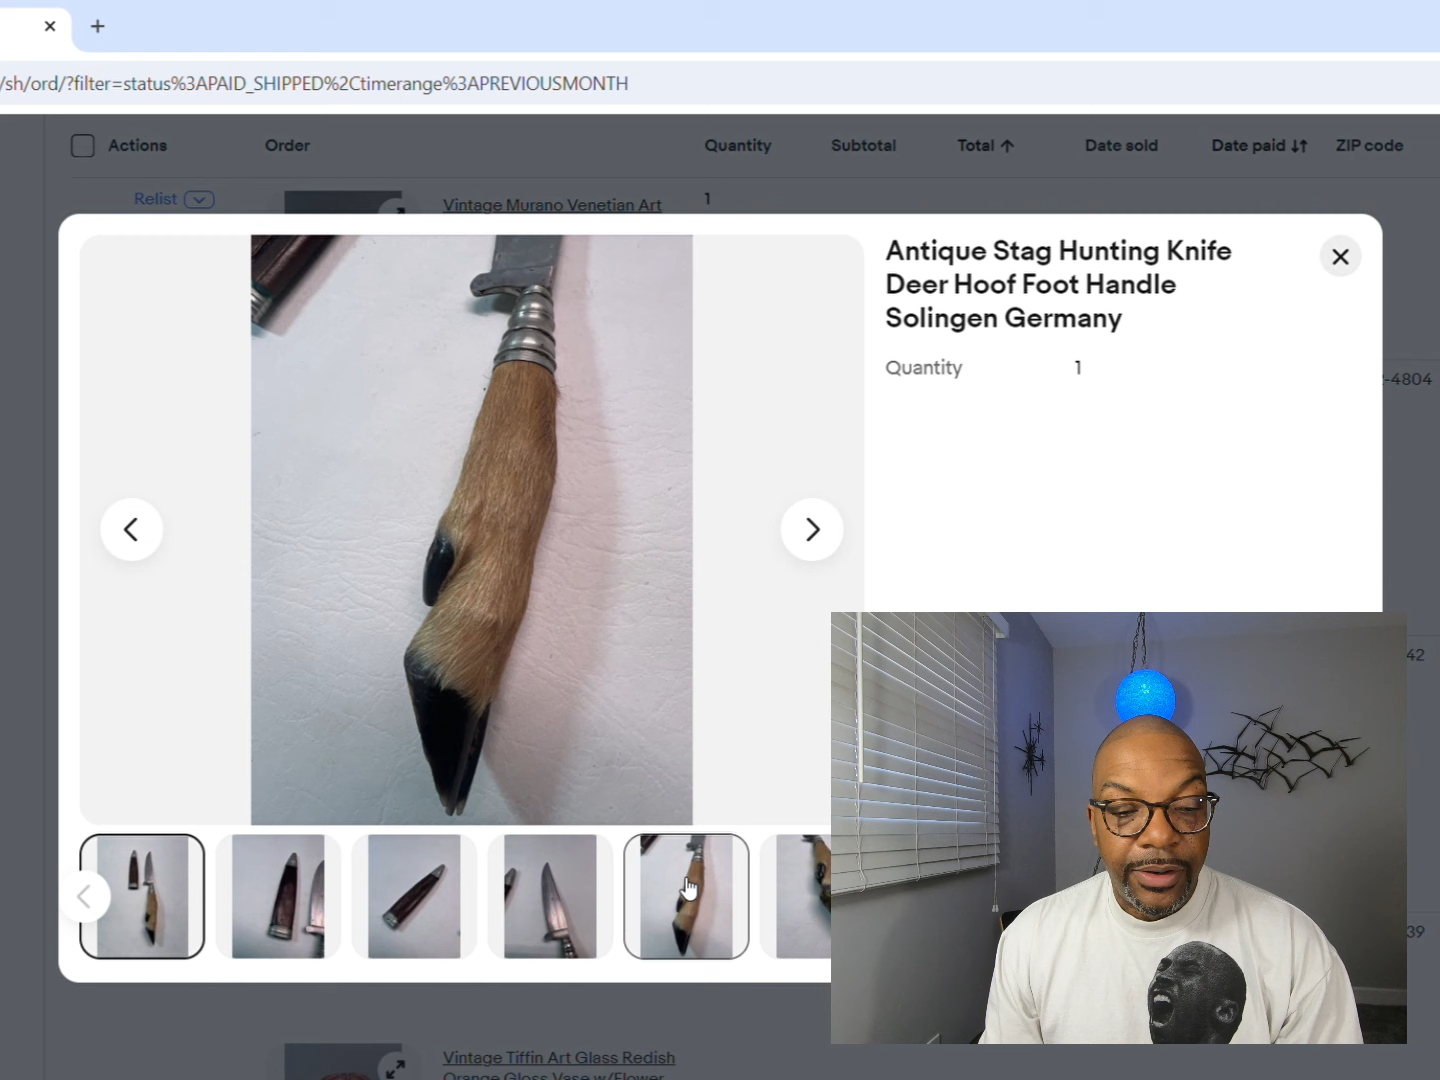 /sh/ord/?filter=status%3APAID_SHIPPED%2Ctimerange%3APREVIOUSMONTH
Actions Order Quantity Subtotal Total Date sold Date paid ZIP code
Relist Vintage Murano Venetian Art 1
Antique Stag Hunting Knife
Deer Hoof Foot Handle
Solingen Germany
Quantity 1
-4804
42
39
Vintage Tiffin Art Glass Redish
Orange Gloss Vase w/Flower